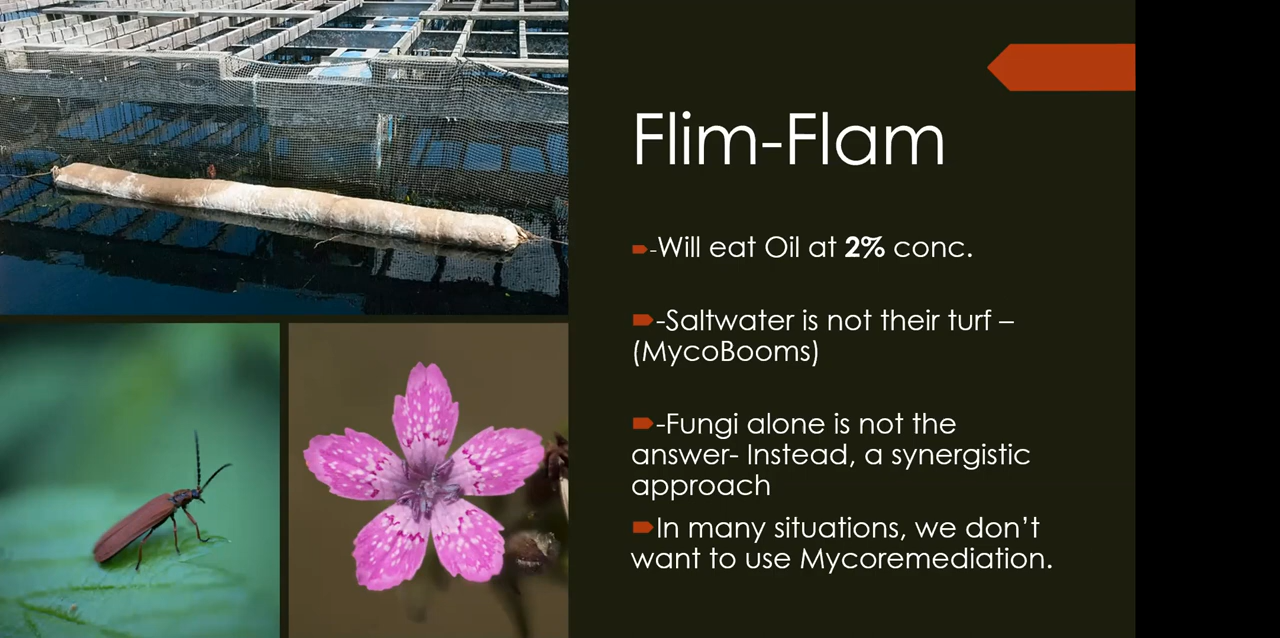 Flim-Flam
-Will eat Oil at 2% conc.
-Saltwater is not their turf –
(MycoBooms)
-Fungi alone is not the
answer- Instead, a synergistic
approach
In many situations, we don’t
want to use Mycoremediation.